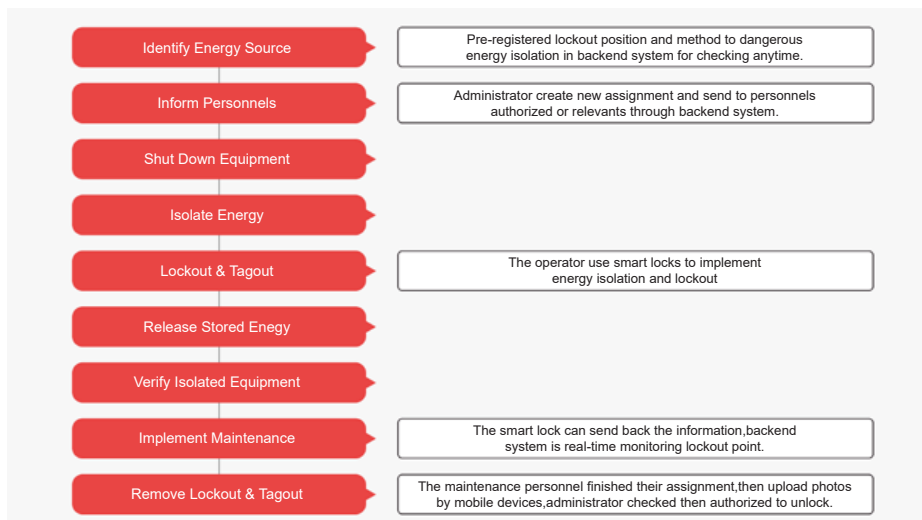 Identify Energy Source
Pre-registered lockout position and method to dangerous
energy isolation in backend system for checking anytime.
Inform Personnels
Administrator create new assignment and send to personnels
authorized or relevants through backend system.
Shut Down Equipment
Isolate Energy
Lockout & Tagout
The operator use smart locks to implement
energy isolation and lockout
Release Stored Enegy
Verify Isolated Equipment
Implement Maintenance
The smart lock can send back the information,backend
system is real-time monitoring lockout point.
Remove Lockout & Tagout
The maintenance personnel finished their assignment,then upload photos
by mobile devices,administrator checked then authorized to unlock.